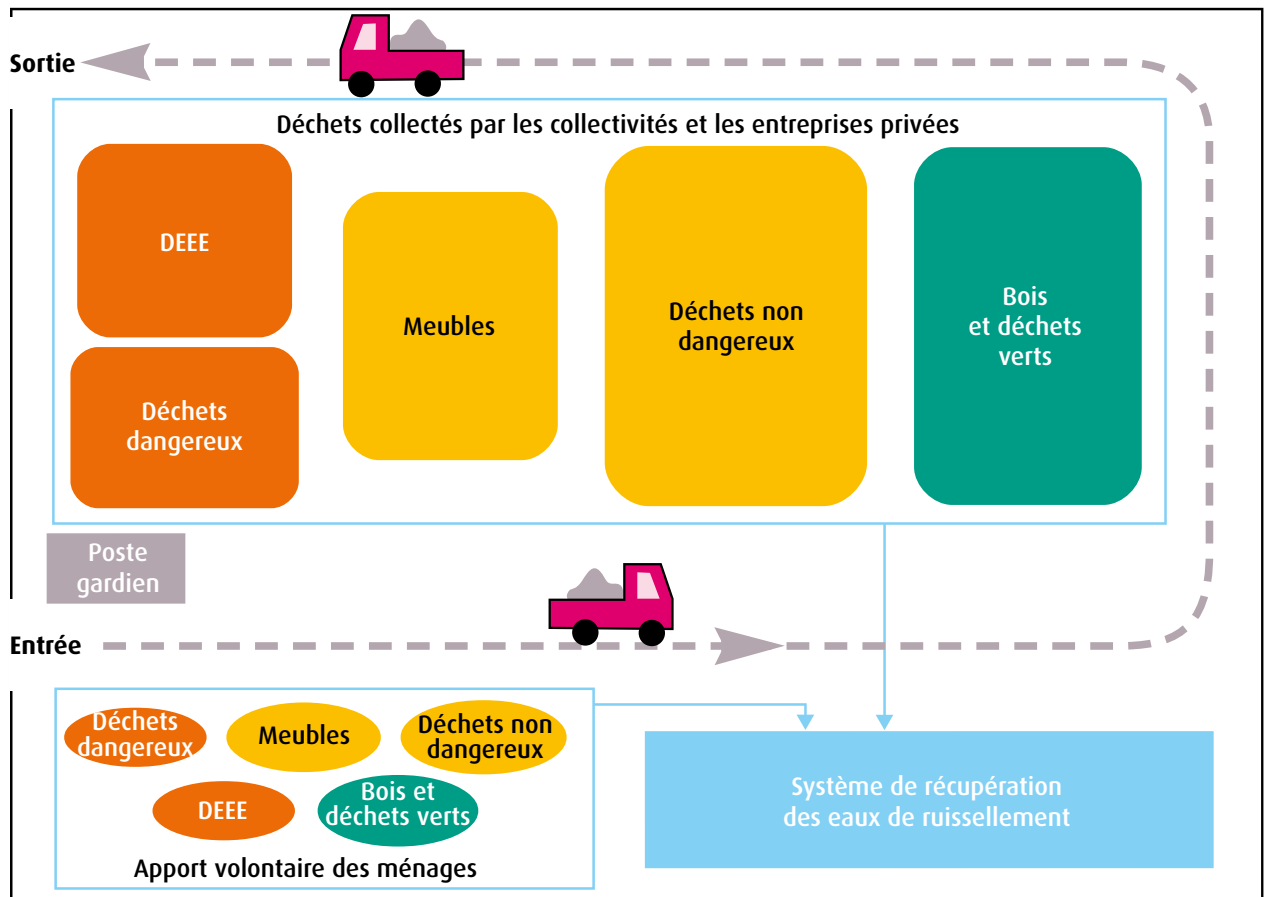 Sortie
Déchets collectés par les collectivités et les entreprises privées
DEEE
Meubles
Déchets non
dangereux
Bois
et déchets
verts
Déchets
dangereux
Poste
gardien
Entrée
Déchets
dangereux
Meubles
Déchets non
dangereux
DEEE
Bois et
déchets verts
Apport volontaire des ménages
Système de récupération
des eaux de ruissellement